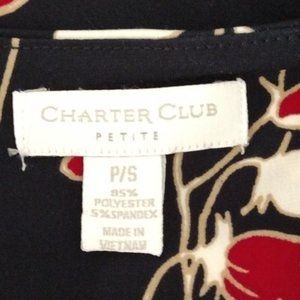 CHARTER CLUB
PETITE
P/S
95%
POLYESTER
5%SPANDEX
MADE IN
VIETNAM